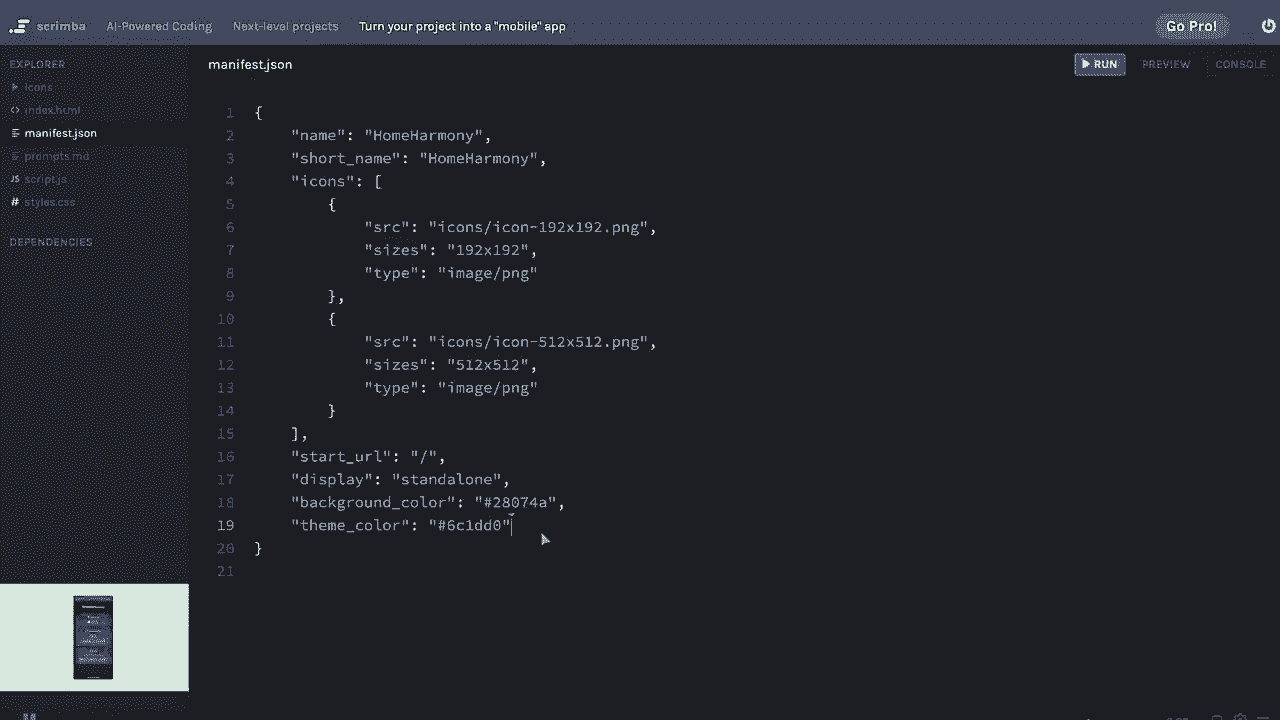 scrimba AI-Powered Coding Next-level projects Turn your project into a "mobile" app Go Pro!
EXPLORER
icons
index.html
manifest.json
prompts.md
JS script.js
# styles.css
DEPENDENCIES
manifest.json
RUN PREVIEW CONSOLE
1 {
2 "name": "HomeHarmony",
3 "short_name": "HomeHarmony",
4 "icons": [
5 {
6 "src": "icons/icon-192x192.png",
7 "sizes": "192x192",
8 "type": "image/png"
9 },
10 {
11 "src": "icons/icon-512x512.png",
12 "sizes": "512x512",
13 "type": "image/png"
14 }
15 ],
16 "start_url": "/",
17 "display": "standalone",
18 "background_color": "#28074a",
19 "theme_color": "#6c1dd0"
20 }
21